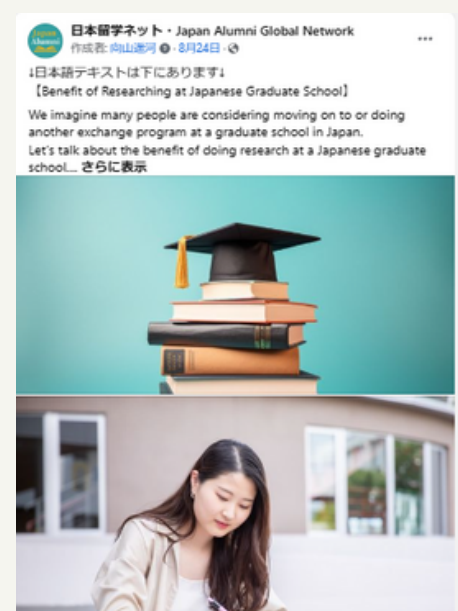 Japan
Alumni
日本留学ネット・Japan Alumni Global Network
作成者: 向山遼河 · 8月24日 ·
↓日本語テキストは下にあります↓
【Benefit of Researching at Japanese Graduate School】
We imagine many people are considering moving on to or doing
another exchange program at a graduate school in Japan.
Let's talk about the benefit of doing research at a Japanese graduate
school... さらに表示